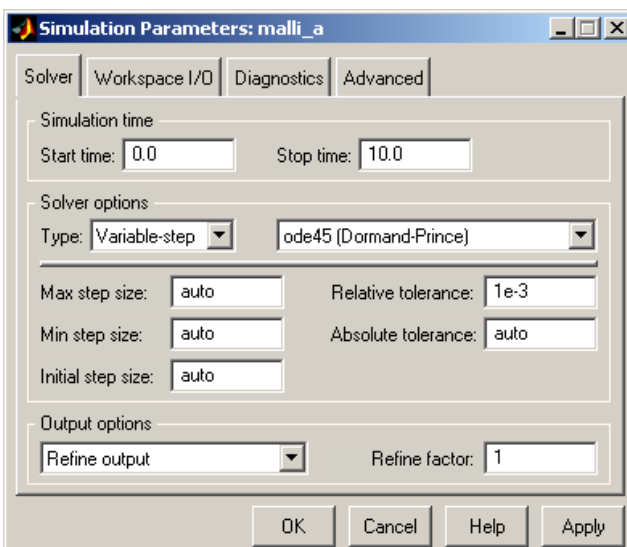 Simulation Parameters: malli_a
Solver Workspace I/O Diagnostics Advanced
Simulation time
Start time: 0.0 Stop time: 10.0
Solver options
Type: Variable-step ode45 (Dormand-Prince)
Max step size: auto Relative tolerance: 1e-3
Min step size: auto Absolute tolerance: auto
Initial step size: auto
Output options
Refine output Refine factor: 1
OK Cancel Help Apply